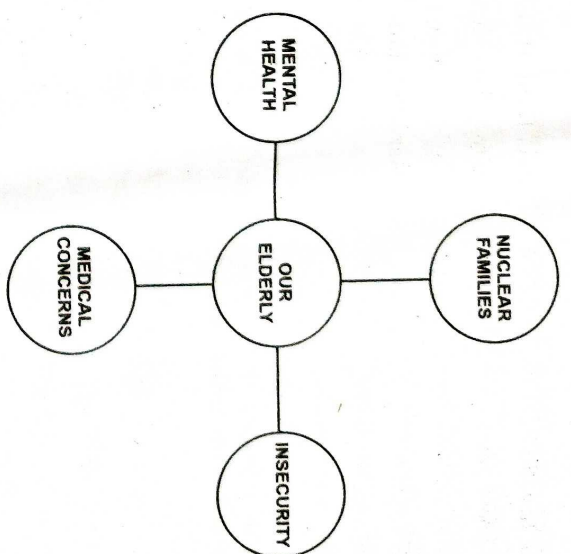 NUCLEAR
FAMILIES
MENTAL
HEALTH
OUR
ELDERLY
INSECURITY
MEDICAL
CONCERNS